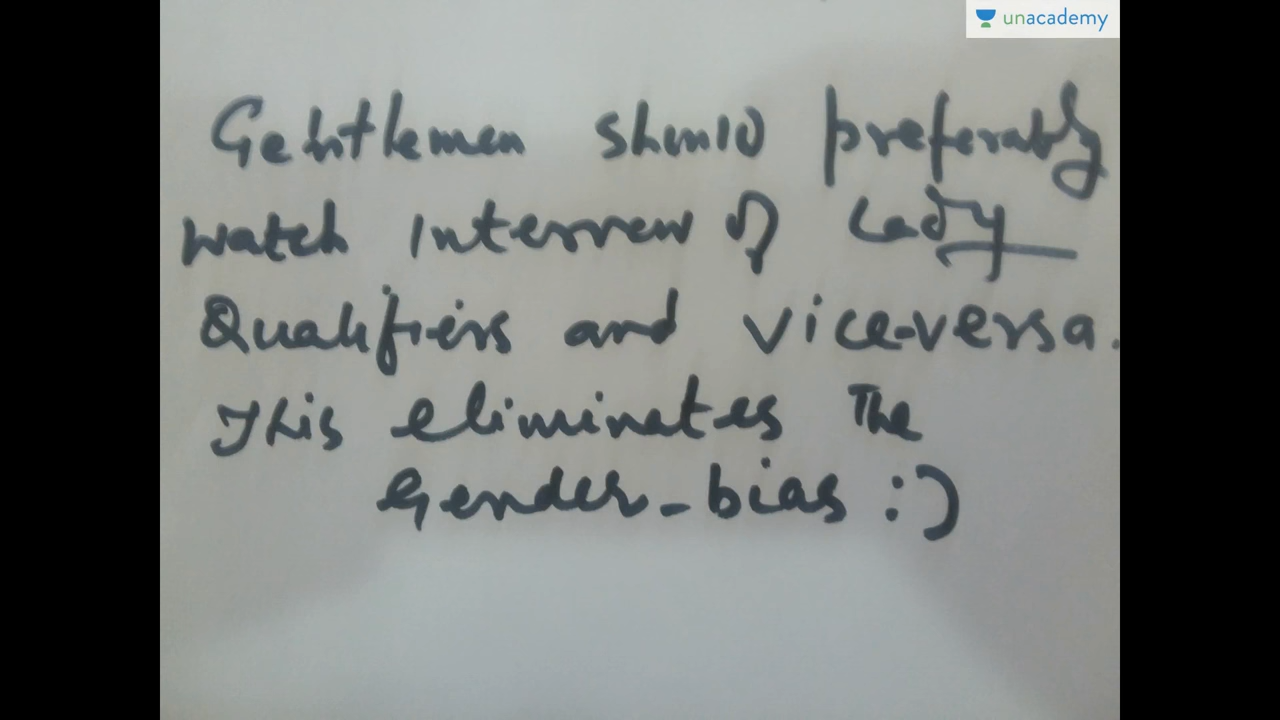 unacademy
Gentlemen should preferably
watch Interview of Lady
Qualifiers and vice-versa.
This eliminates The
Gender-bias :)